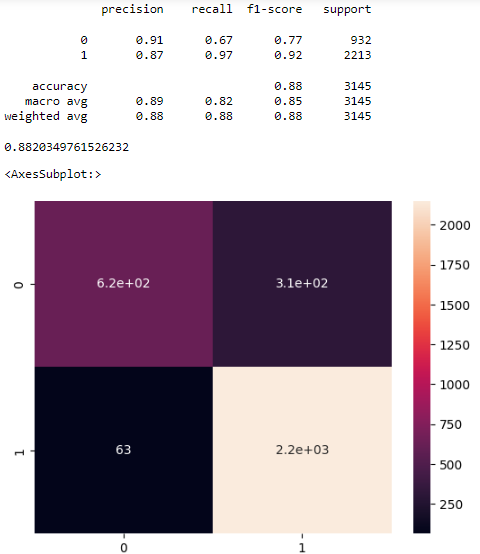 precision recall f1-score support
0 0.91 0.67 0.77 932
1 0.87 0.97 0.92 2213
accuracy 0.88 3145
macro avg 0.89 0.82 0.85 3145
weighted avg 0.88 0.88 0.88 3145
0.8820349761526232
<AxesSubplot:>
2000
1750
0 6.2e+02 3.1e+02
1500
1250
1000
750
1 63 2.2e+03
500
250
0 1